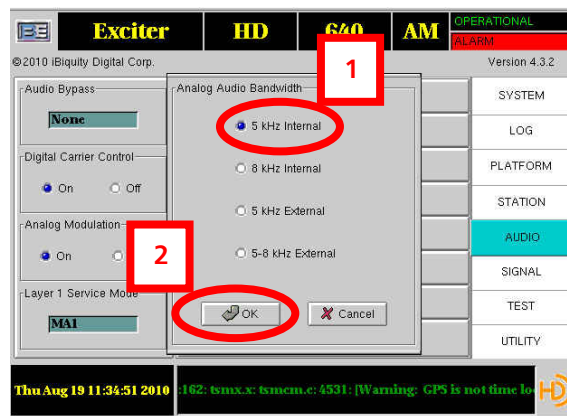 BE Exciter HD 640 AM OPERATIONAL
ALARM
©2010 iBiquity Digital Corp.
Version 4.3.2
Audio Bypass
None
Digital Carrier Control
On Off
Analog Modulation
On
Layer 1 Service Mode
MA1
Analog Audio Bandwidth
1
5 kHz Internal
8 kHz Internal
5 kHz External
5-8 kHz External
2
OK Cancel
SYSTEM
LOG
PLATFORM
STATION
AUDIO
SIGNAL
TEST
UTILITY
Thu Aug 19 11:34:51 2010
:162: tsmx.x: tsmcm.c: 4531: [Warning: GPS is not time lo
HD